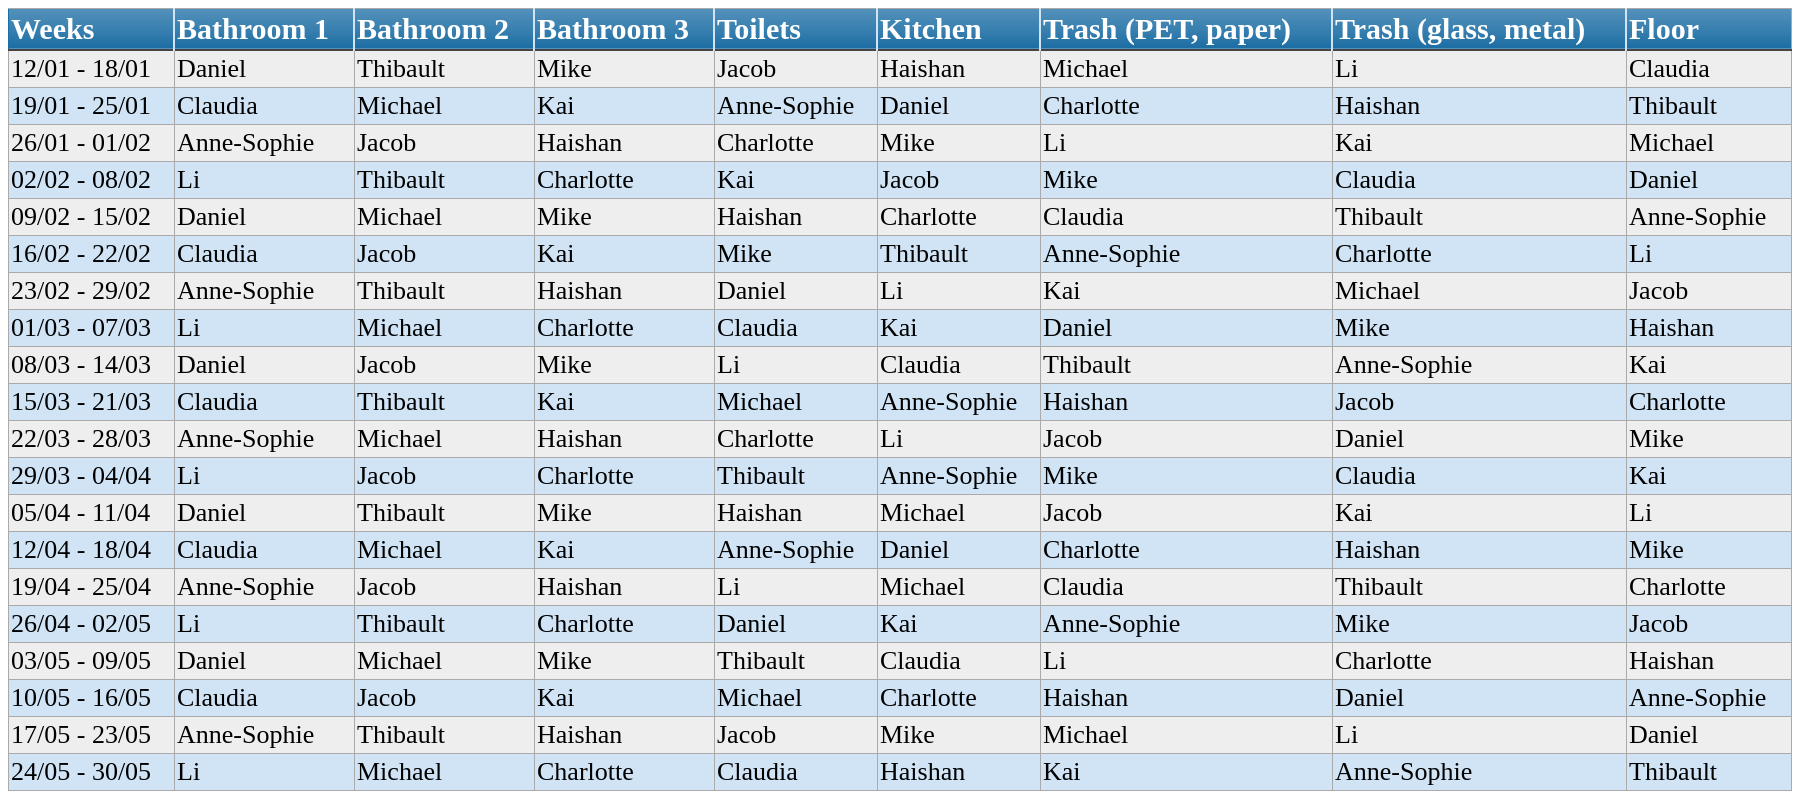 Weeks Bathroom 1 Bathroom 2 Bathroom 3 Toilets Kitchen Trash (PET, paper) Trash (glass, metal) Floor
12/01 - 18/01 Daniel Thibault Mike Jacob Haishan Michael Li Claudia
19/01 - 25/01 Claudia Michael Kai Anne-Sophie Daniel Charlotte Haishan Thibault
26/01 - 01/02 Anne-Sophie Jacob Haishan Charlotte Mike Li Kai Michael
02/02 - 08/02 Li Thibault Charlotte Kai Jacob Mike Claudia Daniel
09/02 - 15/02 Daniel Michael Mike Haishan Charlotte Claudia Thibault Anne-Sophie
16/02 - 22/02 Claudia Jacob Kai Mike Thibault Anne-Sophie Charlotte Li
23/02 - 29/02 Anne-Sophie Thibault Haishan Daniel Li Kai Michael Jacob
01/03 - 07/03 Li Michael Charlotte Claudia Kai Daniel Mike Haishan
08/03 - 14/03 Daniel Jacob Mike Li Claudia Thibault Anne-Sophie Kai
15/03 - 21/03 Claudia Thibault Kai Michael Anne-Sophie Haishan Jacob Charlotte
22/03 - 28/03 Anne-Sophie Michael Haishan Charlotte Li Jacob Daniel Mike
29/03 - 04/04 Li Jacob Charlotte Thibault Anne-Sophie Mike Claudia Kai
05/04 - 11/04 Daniel Thibault Mike Haishan Michael Jacob Kai Li
12/04 - 18/04 Claudia Michael Kai Anne-Sophie Daniel Charlotte Haishan Mike
19/04 - 25/04 Anne-Sophie Jacob Haishan Li Michael Claudia Thibault Charlotte
26/04 - 02/05 Li Thibault Charlotte Daniel Kai Anne-Sophie Mike Jacob
03/05 - 09/05 Daniel Michael Mike Thibault Claudia Li Charlotte Haishan
10/05 - 16/05 Claudia Jacob Kai Michael Charlotte Haishan Daniel Anne-Sophie
17/05 - 23/05 Anne-Sophie Thibault Haishan Jacob Mike Michael Li Daniel
24/05 - 30/05 Li Michael Charlotte Claudia Haishan Kai Anne-Sophie Thibault